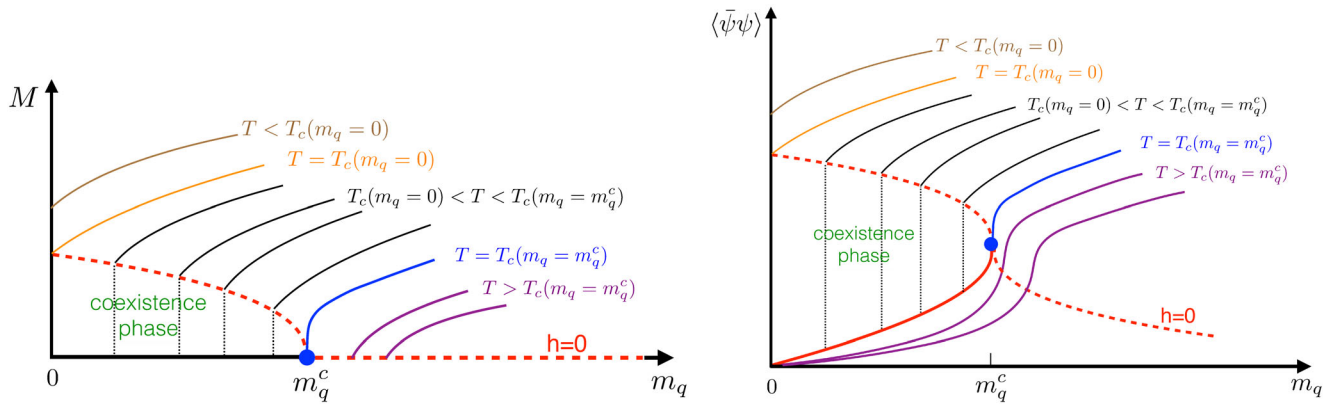 M
T < T_c(m_q = 0)
T = T_c(m_q = 0)
T_c(m_q = 0) < T < T_c(m_q = m_q^c)
T = T_c(m_q = m_q^c)
T > T_c(m_q = m_q^c)
coexistence
phase
h=0
0
m_q^c
m_q
⟨ψ̄ψ⟩
T < T_c(m_q = 0)
T = T_c(m_q = 0)
T_c(m_q = 0) < T < T_c(m_q = m_q^c)
T = T_c(m_q = m_q^c)
T > T_c(m_q = m_q^c)
coexistence
phase
h=0
0
m_q^c
m_q